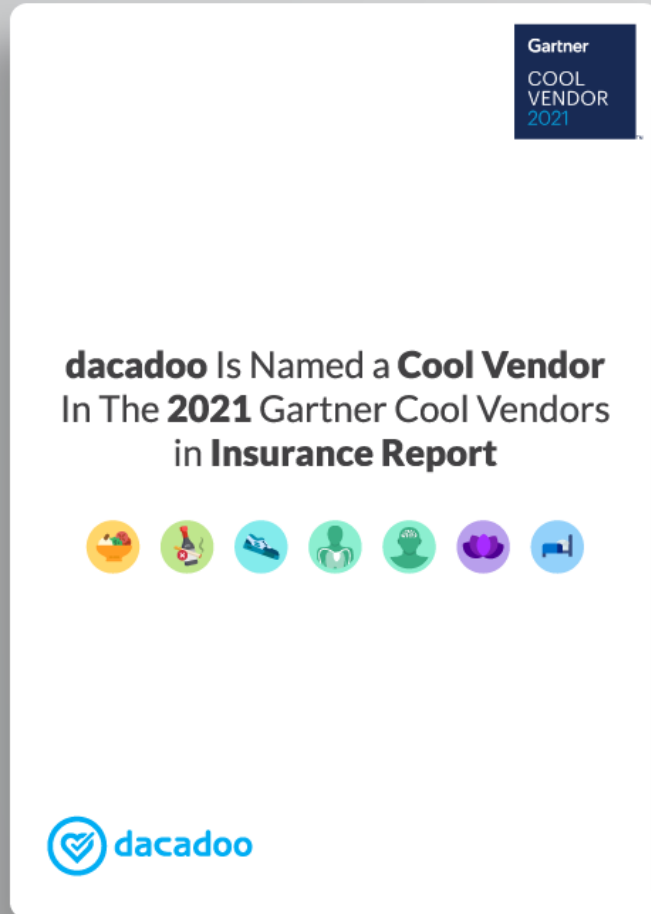 Gartner
COOL
VENDOR
2021
dacadoo Is Named a Cool Vendor
In The 2021 Gartner Cool Vendors
in Insurance Report
dacadoo